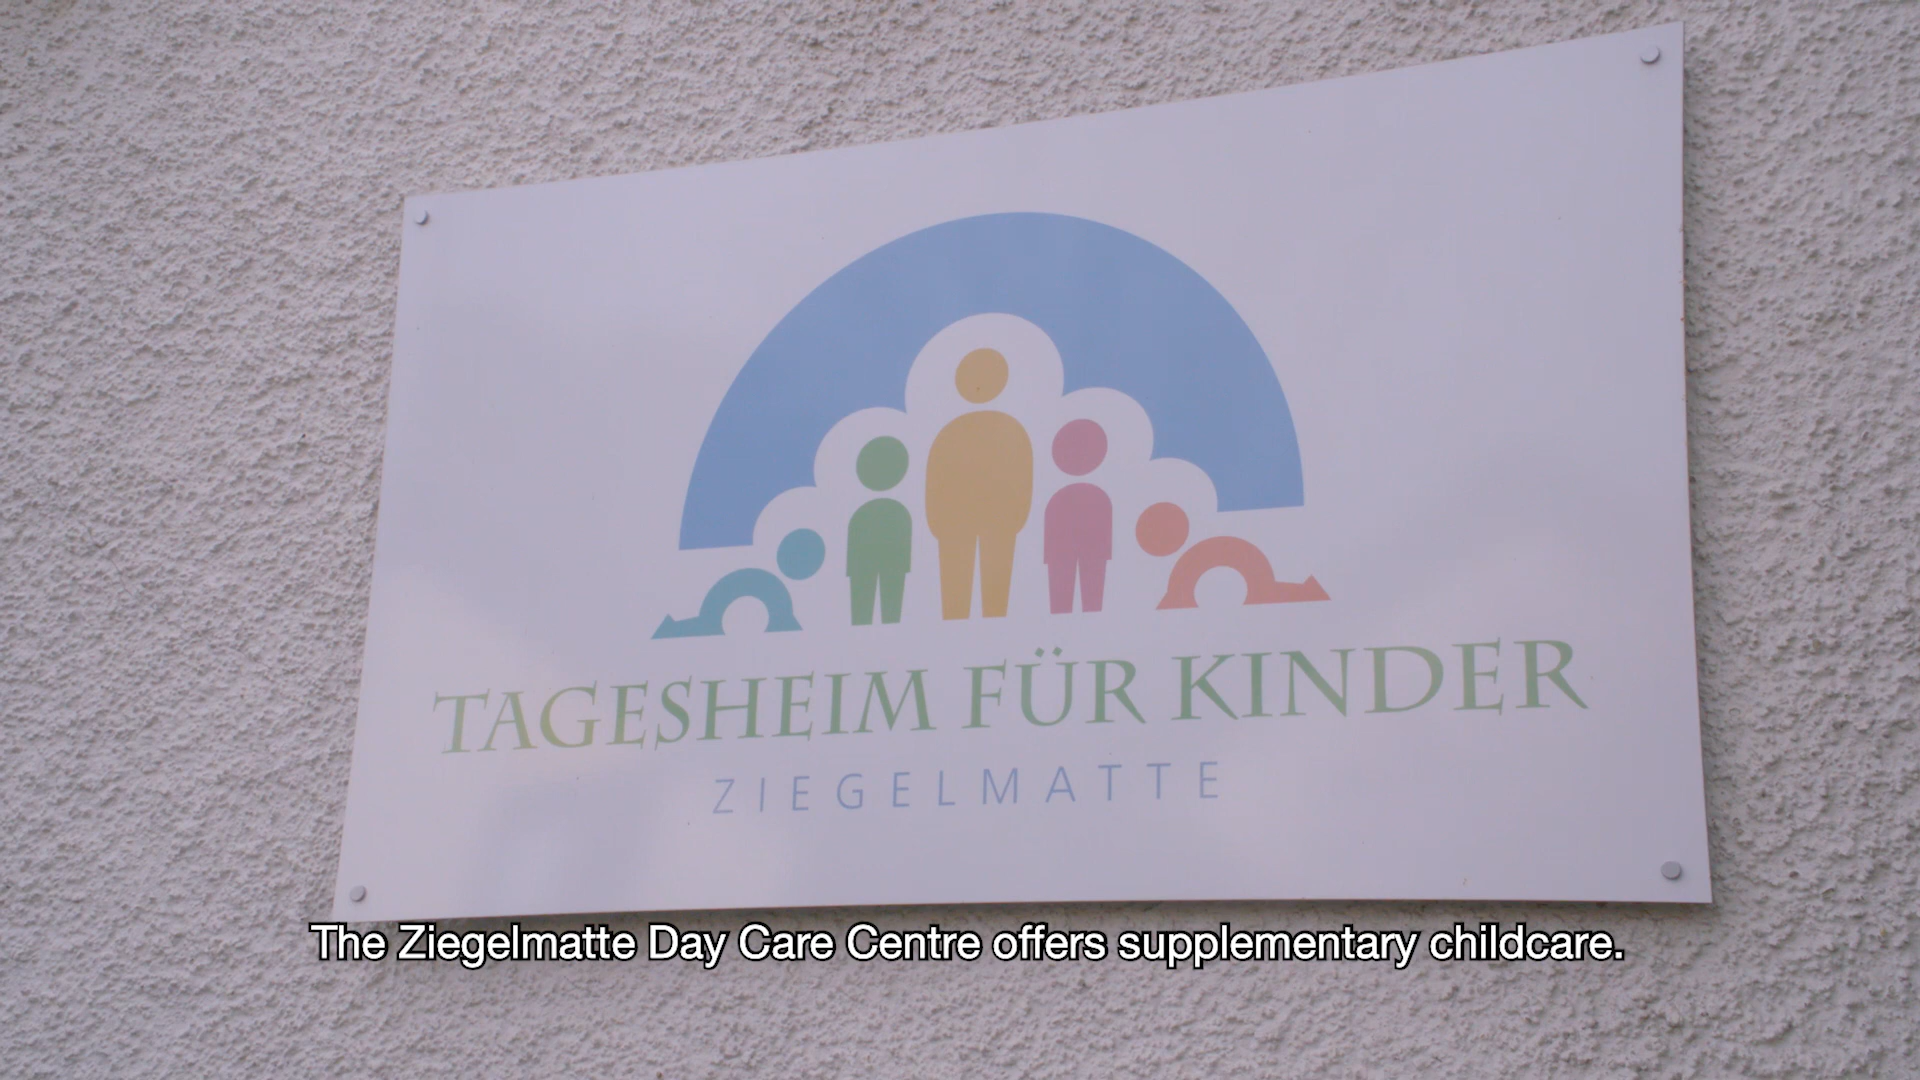 TAGESHEIM FÜR KINDER
ZIEGELMATTE
The Ziegelmatte Day Care Centre offers supplementary childcare.